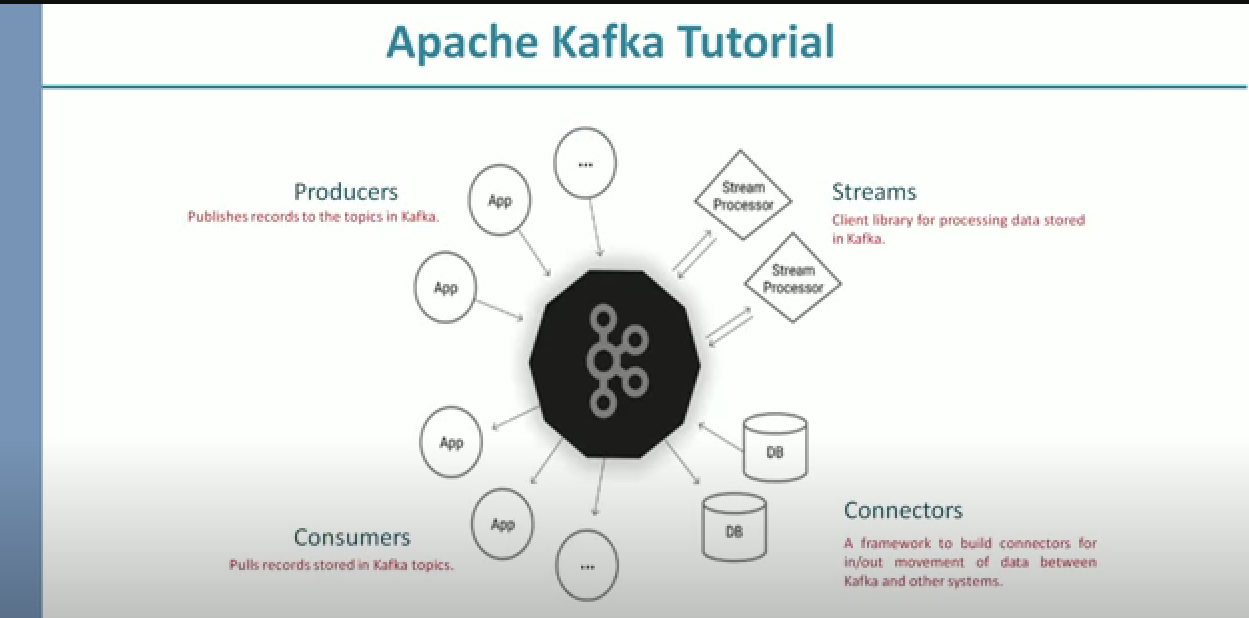 Apache Kafka Tutorial
Producers
Publishes records to the topics in Kafka.
App
...
App
Stream
Processor
Streams
Client library for processing data stored
in Kafka.
Stream
Processor
App
App
...
Consumers
Pulls records stored in Kafka topics.
DB
DB
Connectors
A framework to build connectors for
in/out movement of data between
Kafka and other systems.